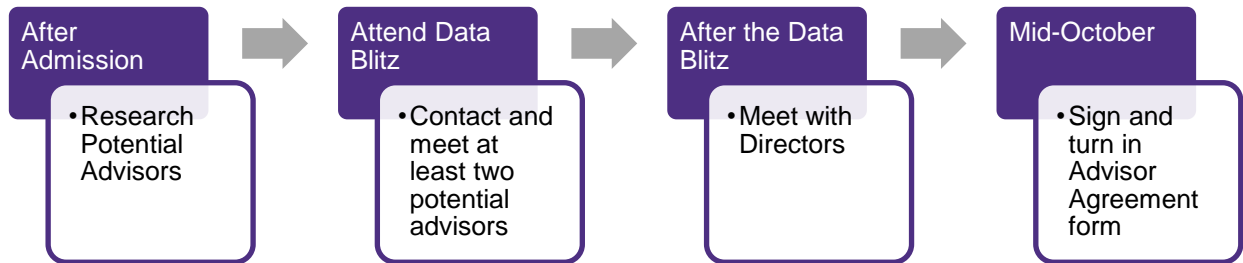 After
Admission
•Research
Potential
Advisors
Attend Data
Blitz
•Contact and
meet at
least two
potential
advisors
After the Data
Blitz
•Meet with
Directors
Mid-October
•Sign and
turn in
Advisor
Agreement
form